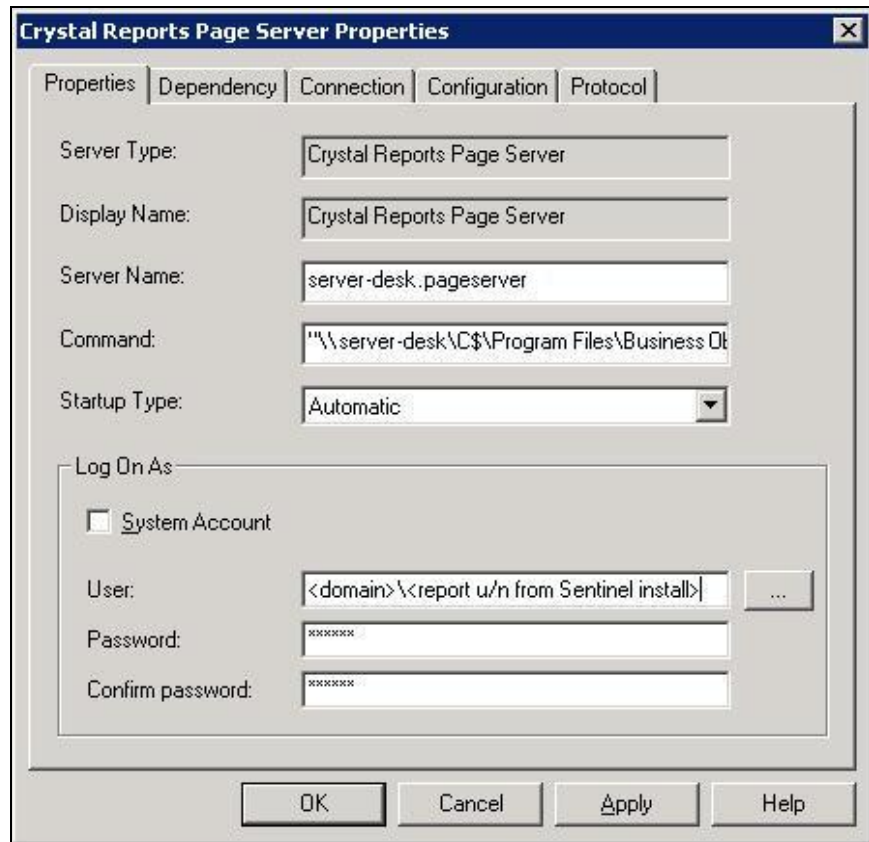 Crystal Reports Page Server Properties
Properties Dependency Connection Configuration Protocol
Server Type: Crystal Reports Page Server
Display Name: Crystal Reports Page Server
Server Name: server-desk.pageserver
Command: "\\server-desk\C$\Program Files\Business Ob
Startup Type: Automatic
Log On As
System Account
User: <domain>\<report u/n from Sentinel install> ...
Password: ******
Confirm password: ******
OK Cancel Apply Help